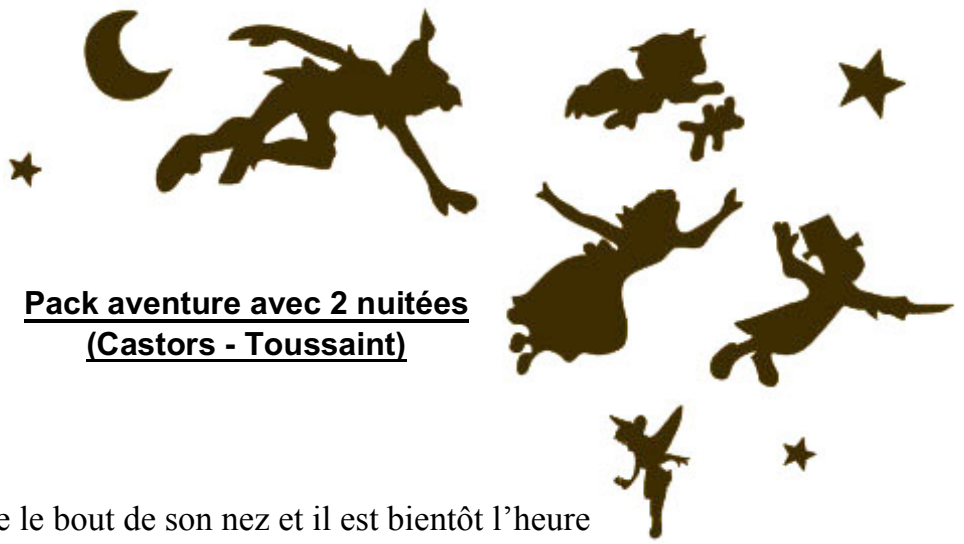 Pack aventure avec 2 nuitées
(Castors - Toussaint)
le bout de son nez et il est bientôt l’heure